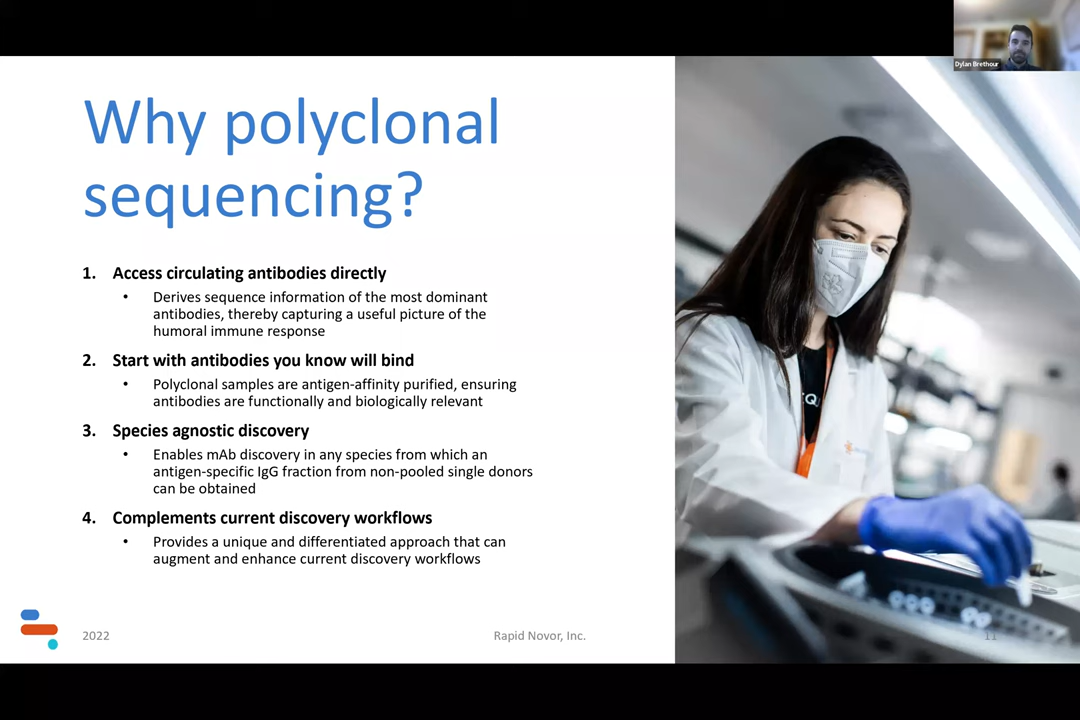 Dylan Brethour
Why polyclonal
sequencing?
1. Access circulating antibodies directly
• Derives sequence information of the most dominant
antibodies, thereby capturing a useful picture of the
humoral immune response
2. Start with antibodies you know will bind
• Polyclonal samples are antigen-affinity purified, ensuring
antibodies are functionally and biologically relevant
3. Species agnostic discovery
• Enables mAb discovery in any species from which an
antigen-specific IgG fraction from non-pooled single donors
can be obtained
4. Complements current discovery workflows
• Provides a unique and differentiated approach that can
augment and enhance current discovery workflows
2022
Rapid Novor, Inc.
11